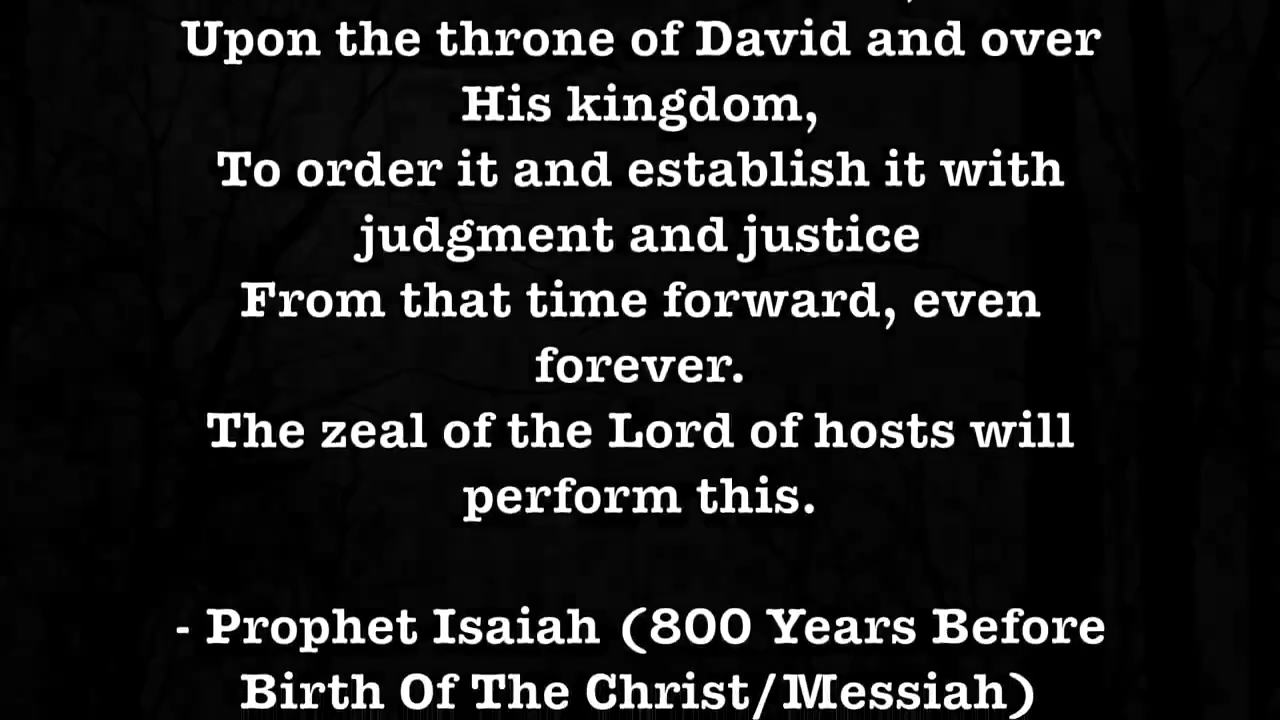 Upon the throne of David and over
His kingdom,
To order it and establish it with
judgment and justice
From that time forward, even
forever.
The zeal of the Lord of hosts will
perform this.
- Prophet Isaiah (800 Years Before
Birth Of The Christ/Messiah)